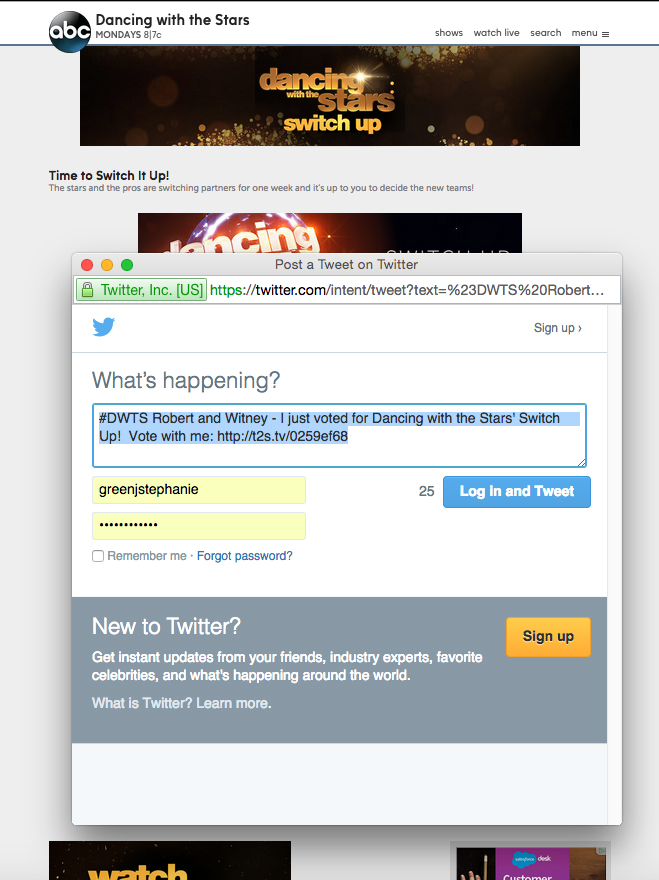 abc
Dancing with the Stars
MONDAYS 8|7c
shows watch live search menu
dancing
with the
stars
switch up
Time to Switch It Up!
The stars and the pros are switching partners for one week and it's up to you to decide the new teams!
dancing
SWITCH UP
Post a Tweet on Twitter
Twitter, Inc. [US] https://twitter.com/intent/tweet?text=%23DWTS%20Robert...
Sign up ›
What's happening?
#DWTS Robert and Witney - I just voted for Dancing with the Stars' Switch
Up!  Vote with me: http://t2s.tv/0259ef68
greenjstephanie
25 Log in and Tweet
••••••••••••
Remember me · Forgot password?
New to Twitter?
Sign up
Get instant updates from your friends, industry experts, favorite
celebrities, and what's happening around the world.
What is Twitter? Learn more.
watch
salesforce desk
Customer